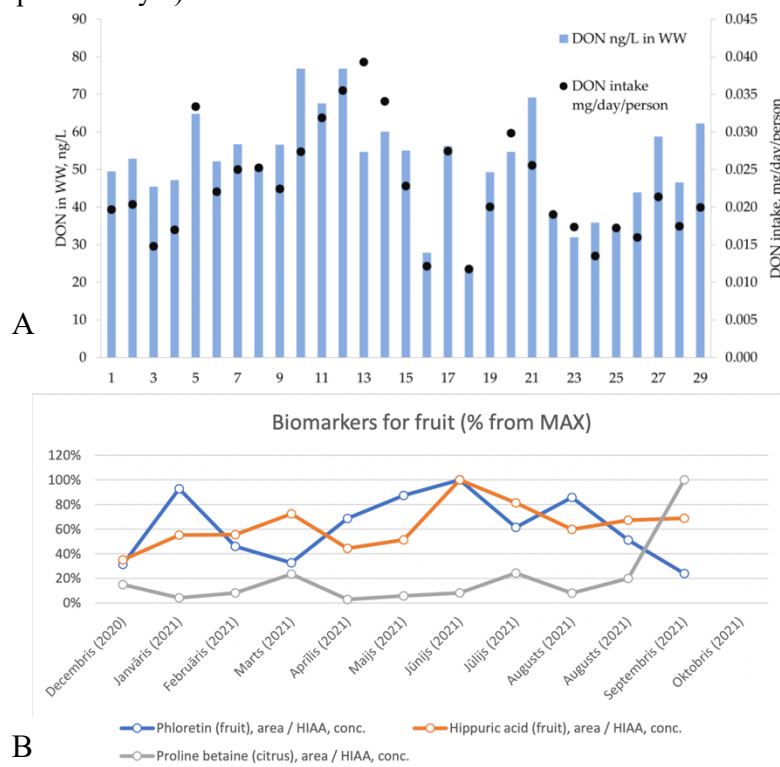 90
80
70
60
50
40
30
20
10
0
DON in WW, ng/L
DON ng/L in WW
DON intake
mg/day/person
0.045
0.040
0.035
0.030
0.025
0.020
0.015
0.010
0.005
0.000
DON intake, mg/day/person
1 3 5 7 9 11 13 15 17 19 21 23 25 27 29
A
Biomarkers for fruit (% from MAX)
120%
100%
80%
60%
40%
20%
0%
Decembris (2020)
Janvāris (2021)
Februāris (2021)
Marts (2021)
Aprīlis (2021)
Maijs (2021)
Jūnijs (2021)
Jūlijs (2021)
Augusts (2021)
Augusts (2021)
Septembris (2021)
Oktobris (2021)
Phloretin (fruit), area / HIAA, conc.
Hippuric acid (fruit), area / HIAA, conc.
Proline betaine (citrus), area / HIAA, conc.
B